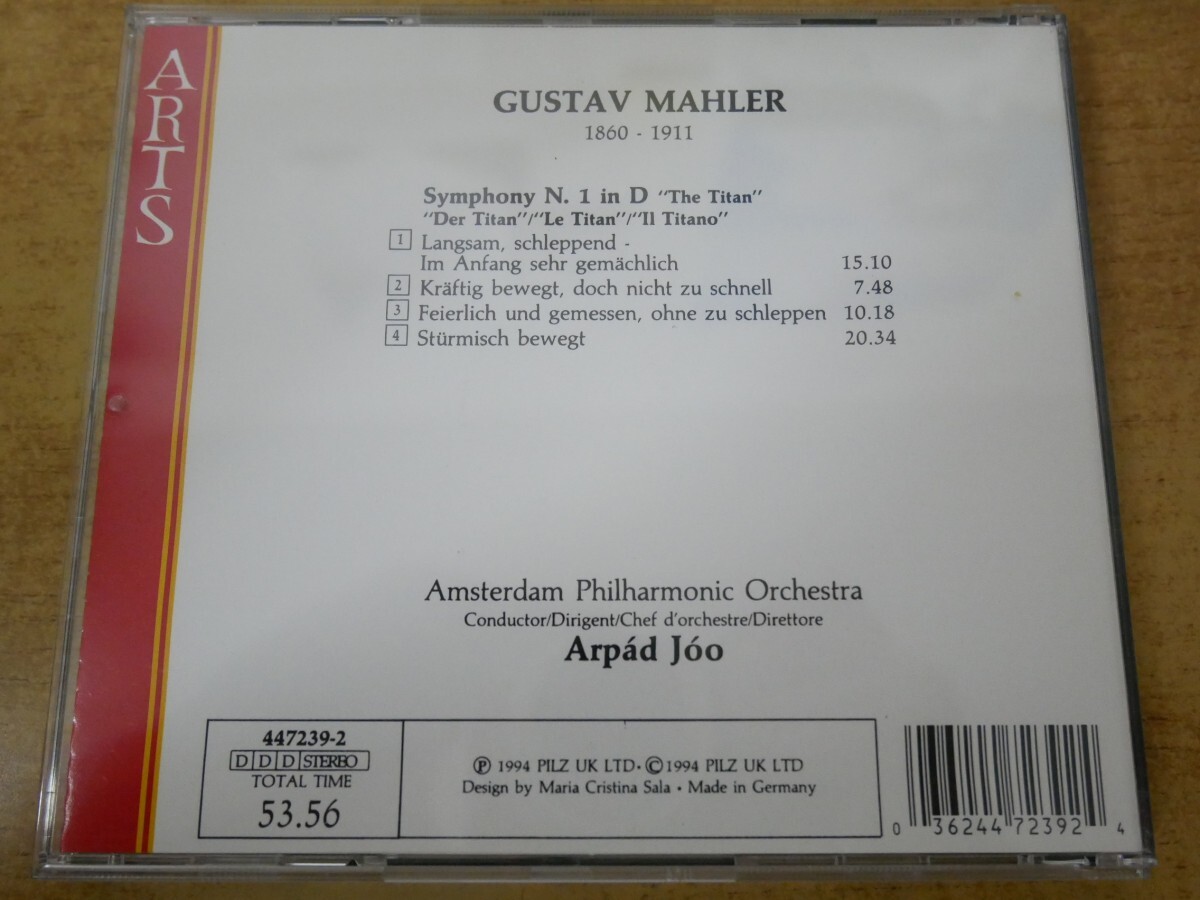 ARTS
GUSTAV MAHLER
1860 - 1911
Symphony N. 1 in D "The Titan"
"Der Titan"/"Le Titan"/"Il Titano"
1 Langsam, schleppend -
Im Anfang sehr gemächlich 15.10
2 Kräftig bewegt, doch nicht zu schnell 7.48
3 Feierlich und gemessen, ohne zu schleppen 10.18
4 Stürmisch bewegt 20.34
Amsterdam Philharmonic Orchestra
Conductor/Dirigent/Chef d'orchestre/Direttore
Arpád Jóo
447239-2
D D D STEREO
TOTAL TIME
53.56
Ⓟ 1994 PILZ UK LTD • © 1994 PILZ UK LTD
Design by Maria Cristina Sala • Made in Germany
0 36244 72392 4